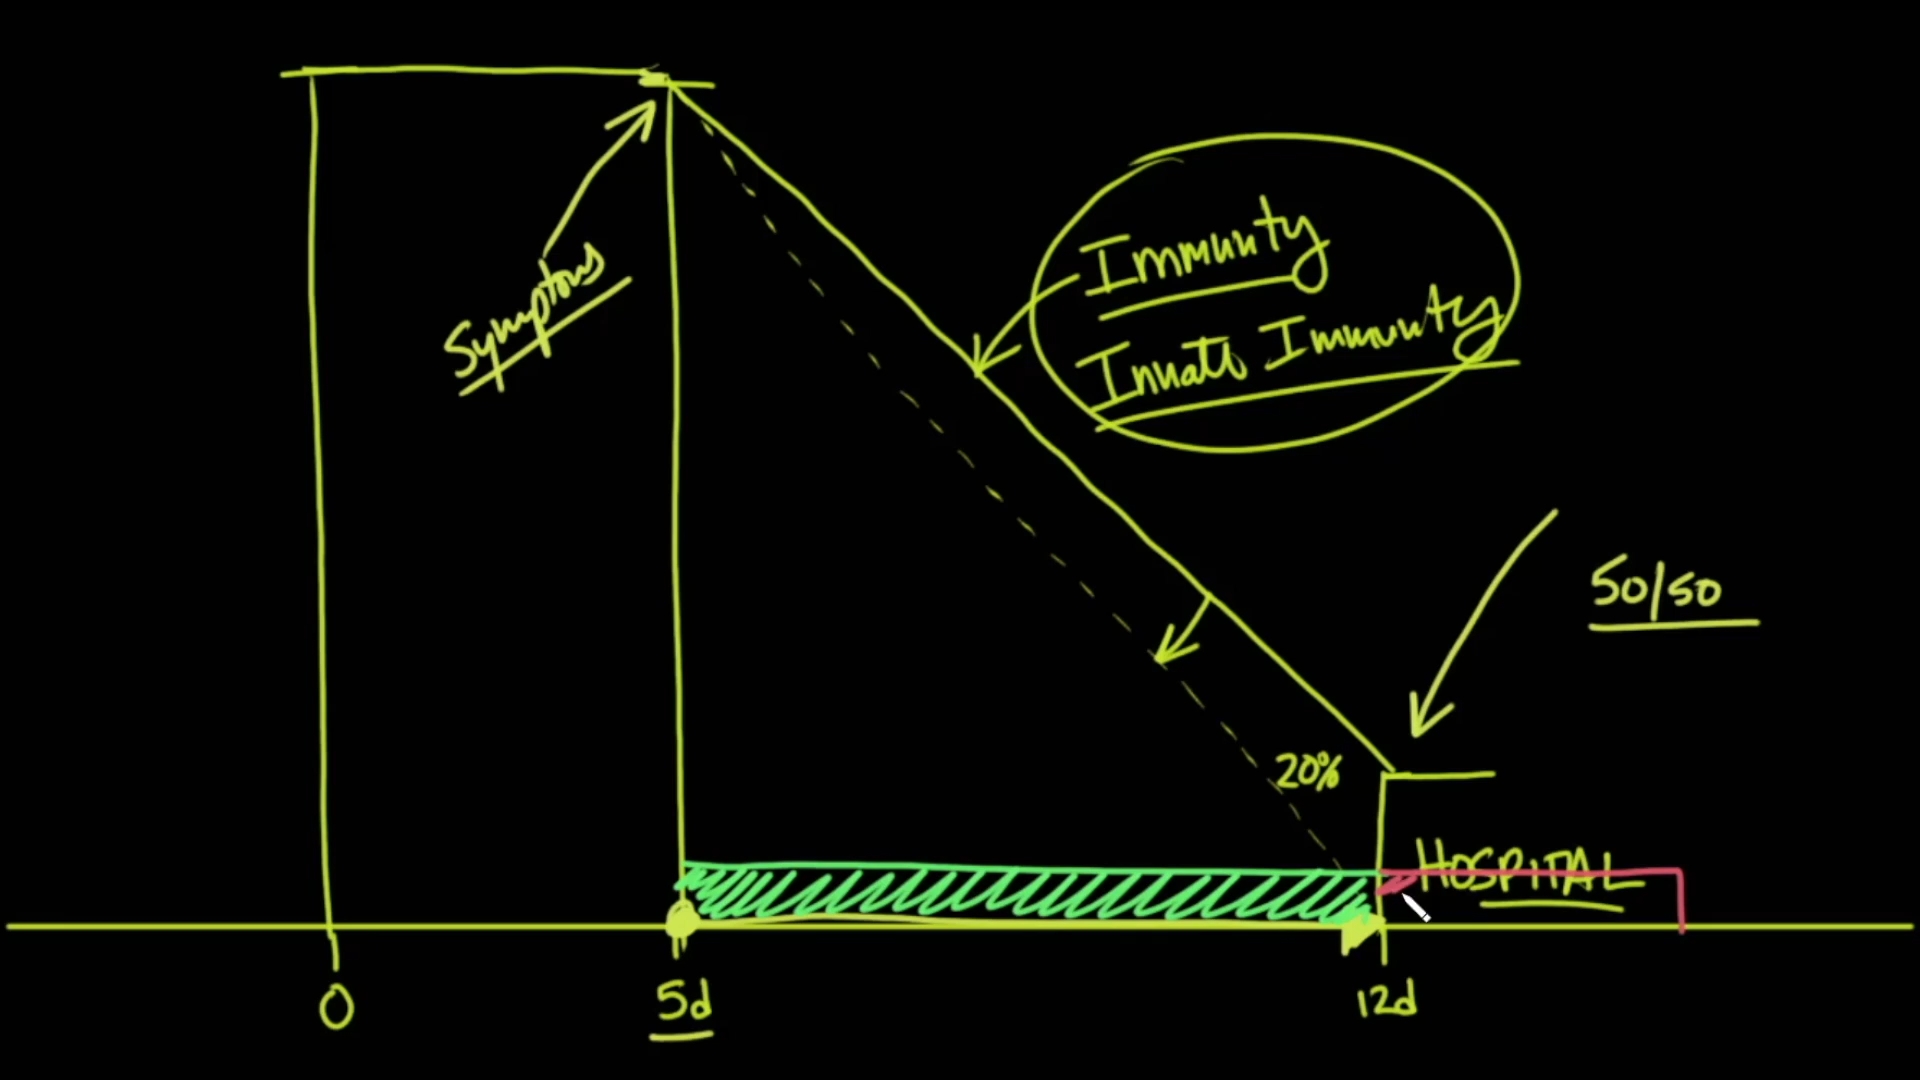 Symptoms
Immunity
Innate Immunity
50/50
20%
HOSPITAL
0
5d
12d